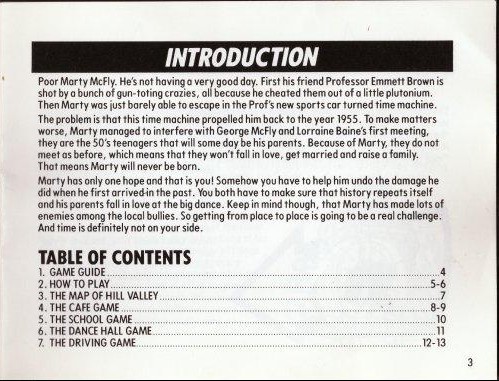 INTRODUCTION
Poor Marty McFly. He's not having a very good day. First his friend Professor Emmett Brown is
shot by a bunch of gun-toting crazies, all because he cheated them out of a little plutonium.
Then Marty was just barely able to escape in the Prof's new sports car turned time machine.
The problem is that this time machine propelled him back to the year 1955. To make matters
worse, Marty managed to interfere with George McFly and Lorraine Baine's first meeting,
they are the 50's teenagers that will some day be his parents. Because of Marty, they do not
meet as before, which means that they won't fall in love, get married and raise a family.
That means Marty will never be born.
Marty has only one hope and that is you! Somehow you have to help him undo the damage he
did when he first arrived-in the past. You both have to make sure that history repeats itself
and his parents fall in love at the big dance. Keep in mind though, that Marty has made lots of
enemies among the local bullies. So getting from place to place is going to be a real challenge.
And time is definitely not on your side.
TABLE OF CONTENTS
1. GAME GUIDE....................4
2. HOW TO PLAY....................5-6
3. THE MAP OF HILL VALLEY....................7
4. THE CAFE GAME....................8-9
5. THE SCHOOL GAME....................10
6. THE DANCE HALL GAME....................11
7. THE DRIVING GAME....................12-13
3